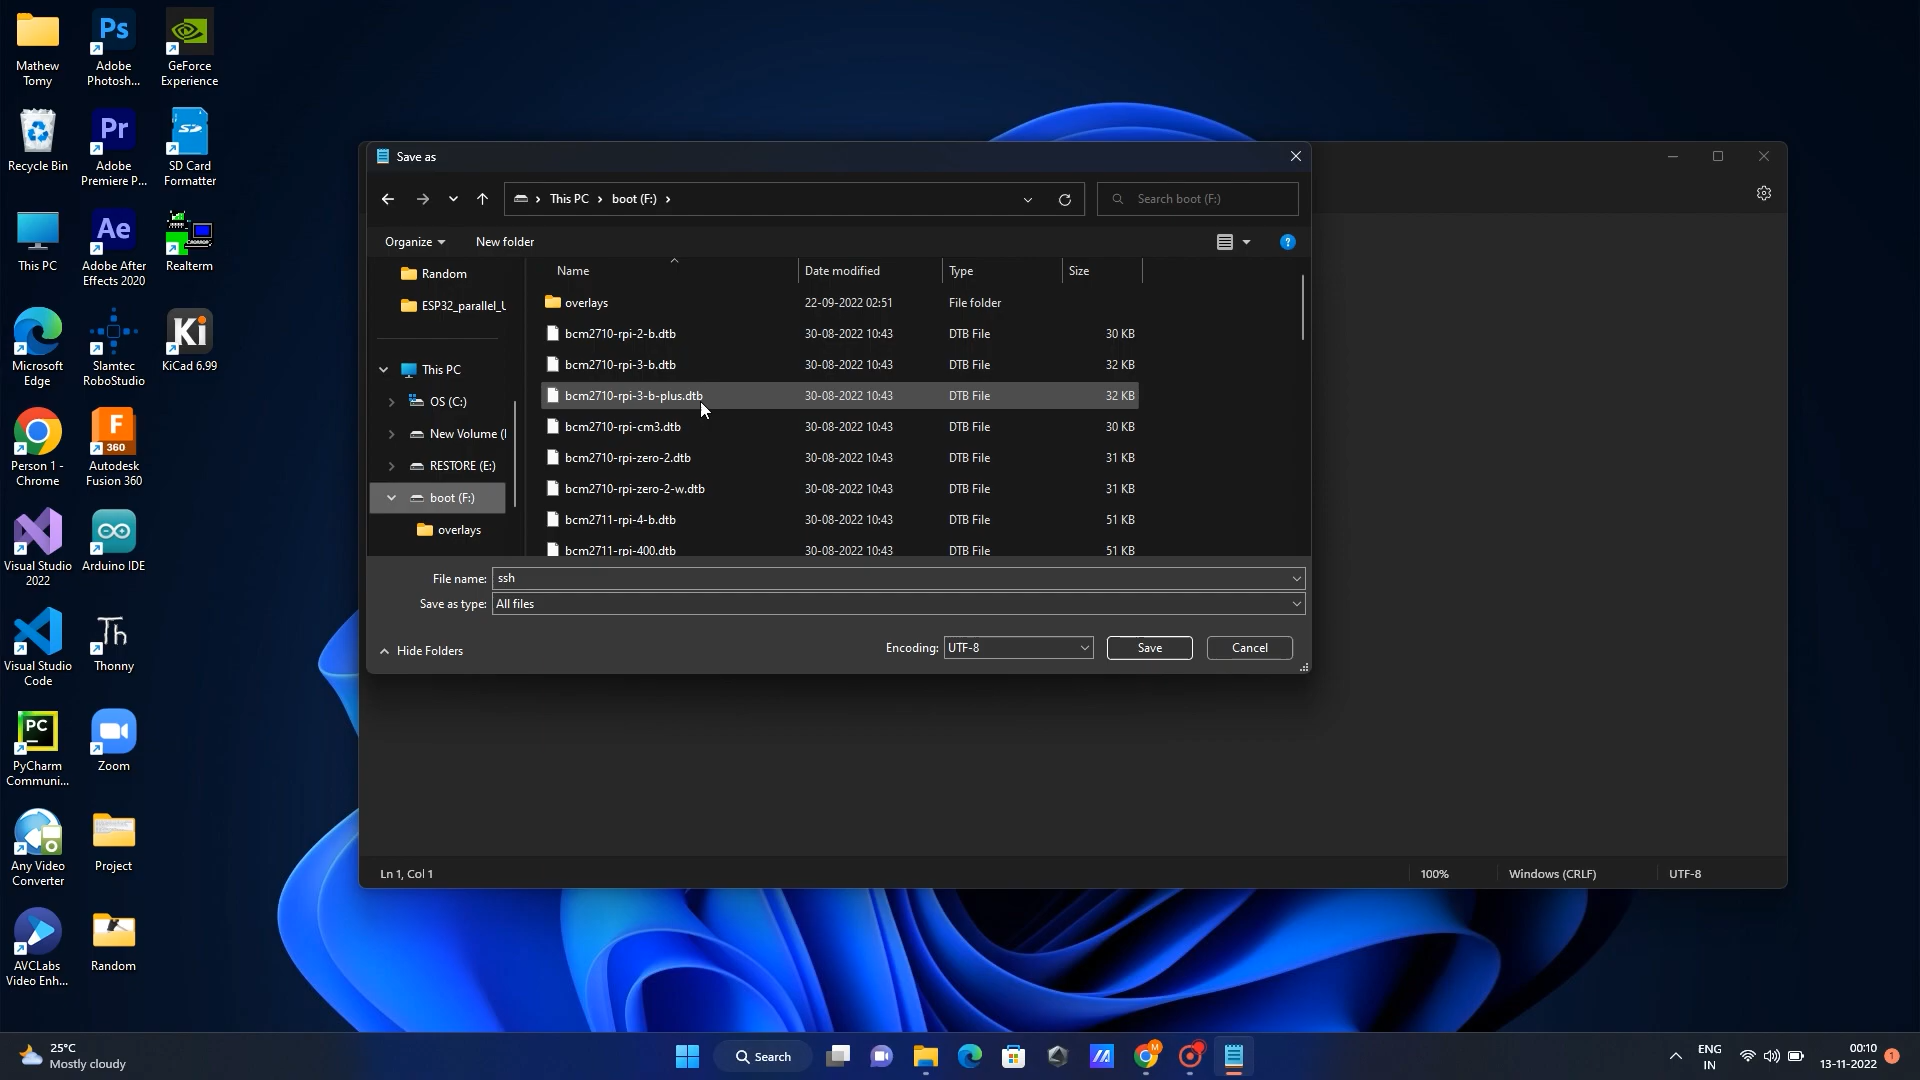 Mathew
Tomy
Ps
Adobe
Photosh...
GeForce
Experience
Recycle Bin
Pr
Adobe
Premiere P...
SD
SD Card
Formatter
This PC
Ae
Adobe After
Effects 2020
Realterm
Microsoft
Edge
Slamtec
RoboStudio
Ki
KiCad 6.99
Person 1 -
Chrome
F
360
Autodesk
Fusion 360
Visual Studio
2022
Arduino IDE
Visual Studio
Code
Th
Thonny
PC
PyCharm
Communi...
Zoom
Any Video
Converter
Project
AVCLabs
Video Enh...
Random
Save as
This PC > boot (F:) >
Search boot (F:)
Organize
New folder
?
Random
ESP32_parallel_
This PC
OS (C:)
New Volume (
RESTORE (E:)
boot (F:)
overlays
Name Date modified Type Size
overlays 22-09-2022 02:51 File folder
bcm2710-rpi-2-b.dtb 30-08-2022 10:43 DTB File 30 KB
bcm2710-rpi-3-b.dtb 30-08-2022 10:43 DTB File 32 KB
bcm2710-rpi-3-b-plus.dtb 30-08-2022 10:43 DTB File 32 KB
bcm2710-rpi-cm3.dtb 30-08-2022 10:43 DTB File 30 KB
bcm2710-rpi-zero-2.dtb 30-08-2022 10:43 DTB File 31 KB
bcm2710-rpi-zero-2-w.dtb 30-08-2022 10:43 DTB File 31 KB
bcm2711-rpi-4-b.dtb 30-08-2022 10:43 DTB File 51 KB
bcm2711-rpi-400.dtb 30-08-2022 10:43 DTB File 51 KB
File name: ssh
Save as type: All files
Hide Folders
Encoding: UTF-8
Save
Cancel
Ln 1, Col 1
100%
Windows (CRLF)
UTF-8
25°C
Mostly cloudy
Search
M
ENG
IN
00:10
13-11-2022
1